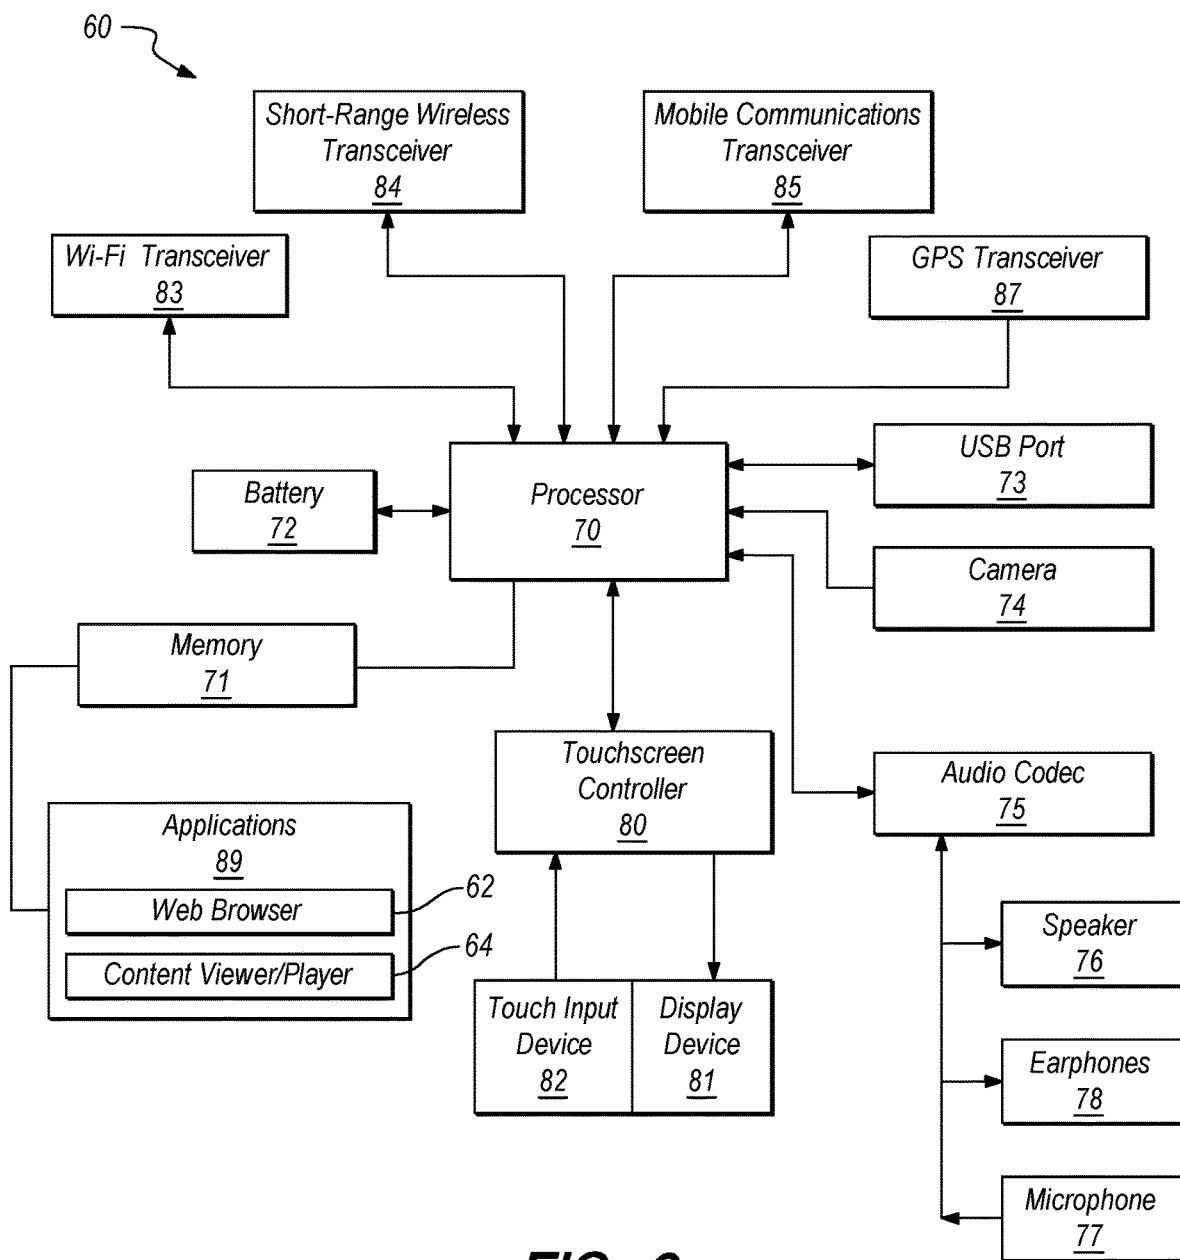 60
Short-Range Wireless
Transceiver
84
Mobile Communications
Transceiver
85
Wi-Fi Transceiver
83
GPS Transceiver
87
Processor
70
USB Port
73
Battery
72
Camera
74
Memory
71
Touchscreen
Controller
80
Audio Codec
75
Applications
89
Web Browser
62
Content Viewer/Player
64
Touch Input
Device
82
Display
Device
81
Speaker
76
Earphones
78
Microphone
77